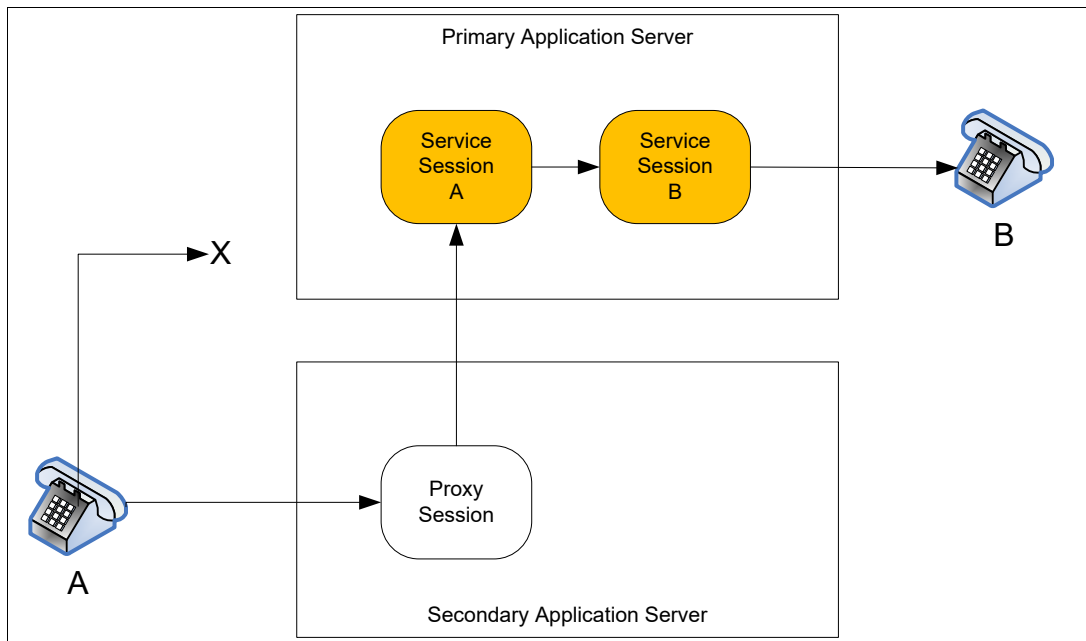 Primary Application Server
Service
Session
A
Service
Session
B
B
X
Proxy
Session
A
Secondary Application Server